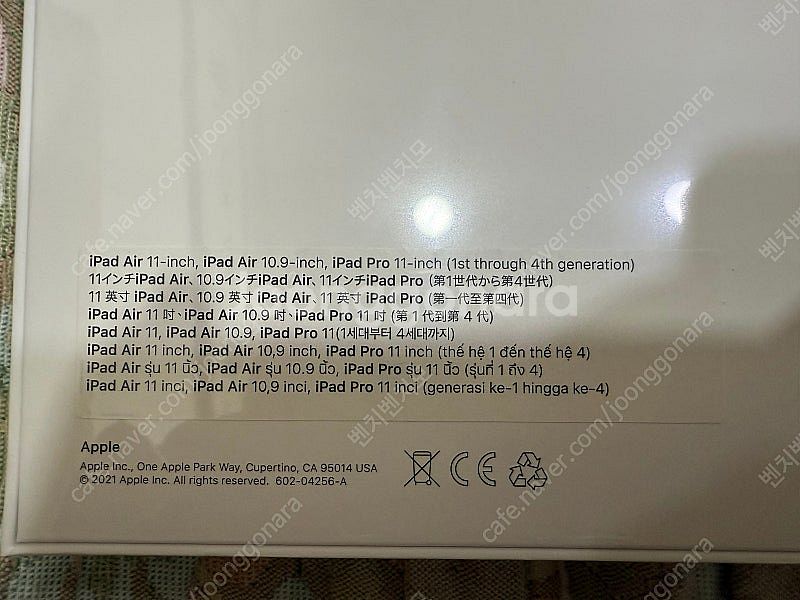 iPad Air 11-inch, iPad Air 10.9-inch, iPad Pro 11-inch (1st through 4th generation)
11インチiPad Air、10.9インチiPad Air、11インチiPad Pro (第1世代から第4世代)
11 英寸 iPad Air、10.9 英寸 iPad Air、11 英寸 iPad Pro (第一代至第四代)
iPad Air 11 吋、iPad Air 10.9 吋、iPad Pro 11 吋 (第 1 代到第 4 代)
iPad Air 11, iPad Air 10.9, iPad Pro 11(1세대부터 4세대까지)
iPad Air 11 inch, iPad Air 10,9 inch, iPad Pro 11 inch (thế hệ 1 đến thế hệ 4)
iPad Air รุ่น 11 นิ้ว, iPad Air รุ่น 10.9 นิ้ว, iPad Pro รุ่น 11 นิ้ว (รุ่นที่ 1 ถึง 4)
iPad Air 11 inci, iPad Air 10,9 inci, iPad Pro 11 inci (generasi ke-1 hingga ke-4)
Apple
Apple Inc., One Apple Park Way, Cupertino, CA 95014 USA
© 2021 Apple Inc. All rights reserved. 602-04256-A
CE
cafe.naver.com/joonggonara
벤치벤치모